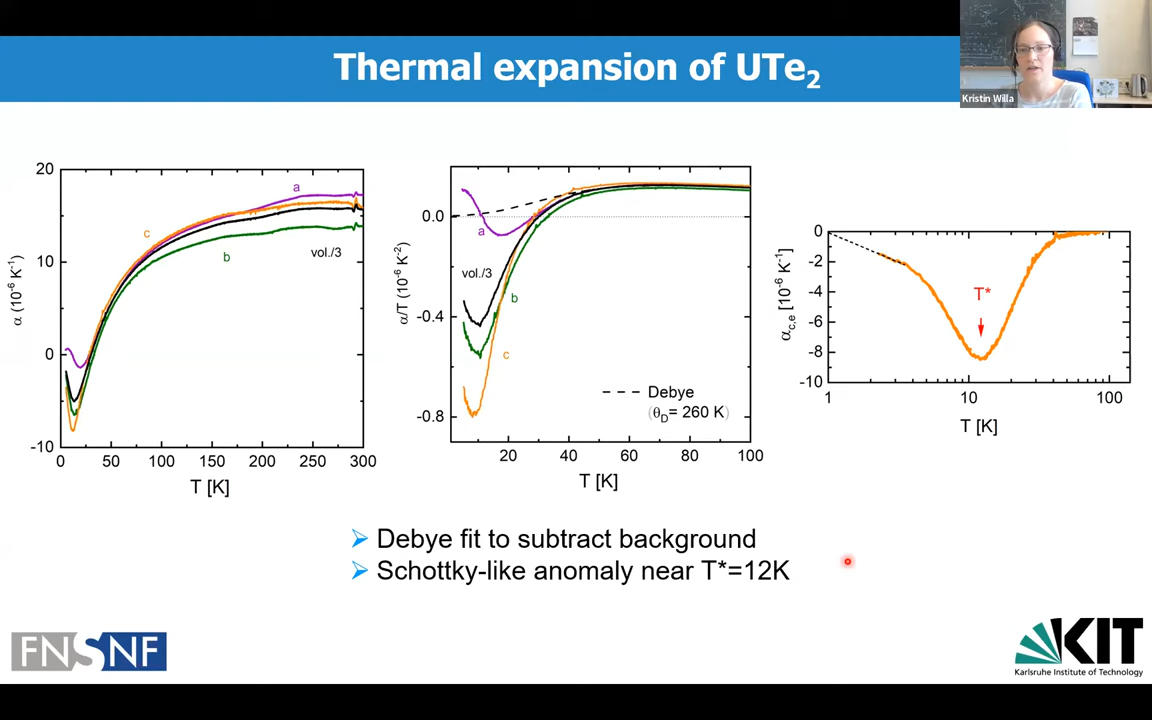 Thermal expansion of UTe₂
Kristin Willa
20
10
0
-10
α (10⁻⁶ K⁻¹)
a
c
b
vol./3
0
50
100
150
200
250
300
T [K]
0.0
-0.4
-0.8
α/T (10⁻⁶ K⁻²)
a
vol./3
b
c
Debye
(θ_D= 260 K)
20
40
60
80
100
T [K]
0
-2
-4
-6
-8
-10
α_c,e [10⁻⁶ K⁻¹]
T*
1
10
100
T [K]
➢ Debye fit to subtract background
➢ Schottky-like anomaly near T*=12K
FNSNF
KIT
Karlsruhe Institute of Technology